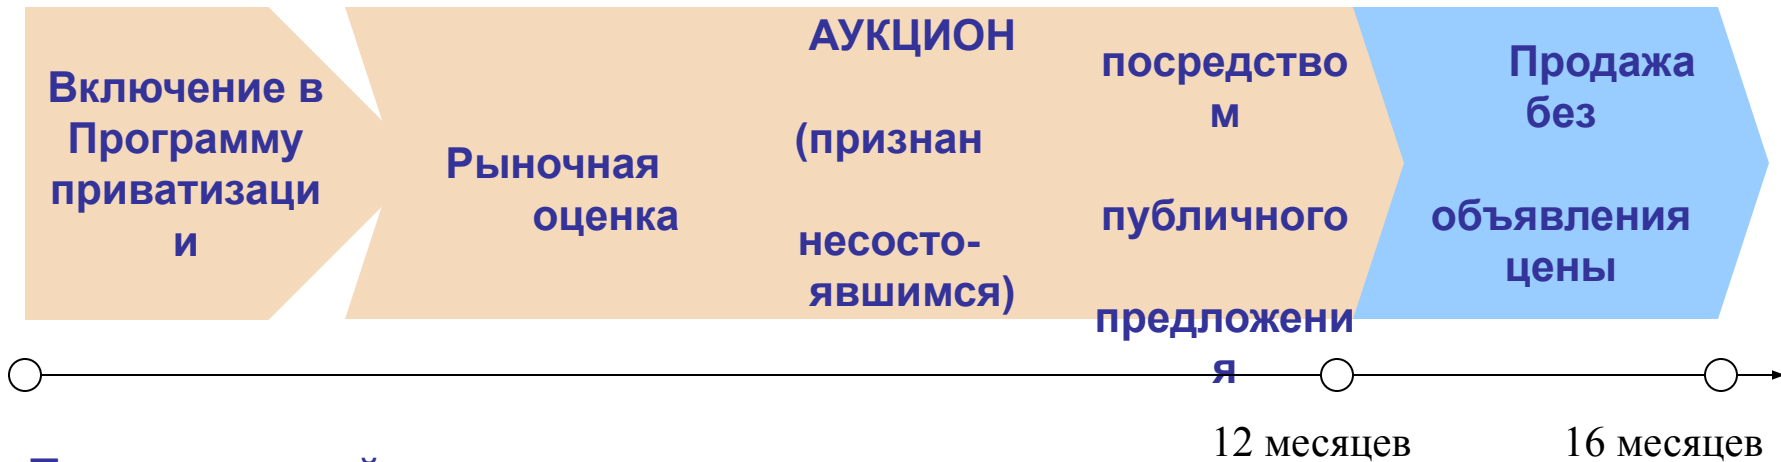 Включение в
Программу
приватизаци
и
Рыночная
оценка
АУКЦИОН
(признан
несосто-
явшимся)
посредство
м
публичного
предложени
я
Продажа
без
объявления
цены
12 месяцев
16 месяцев